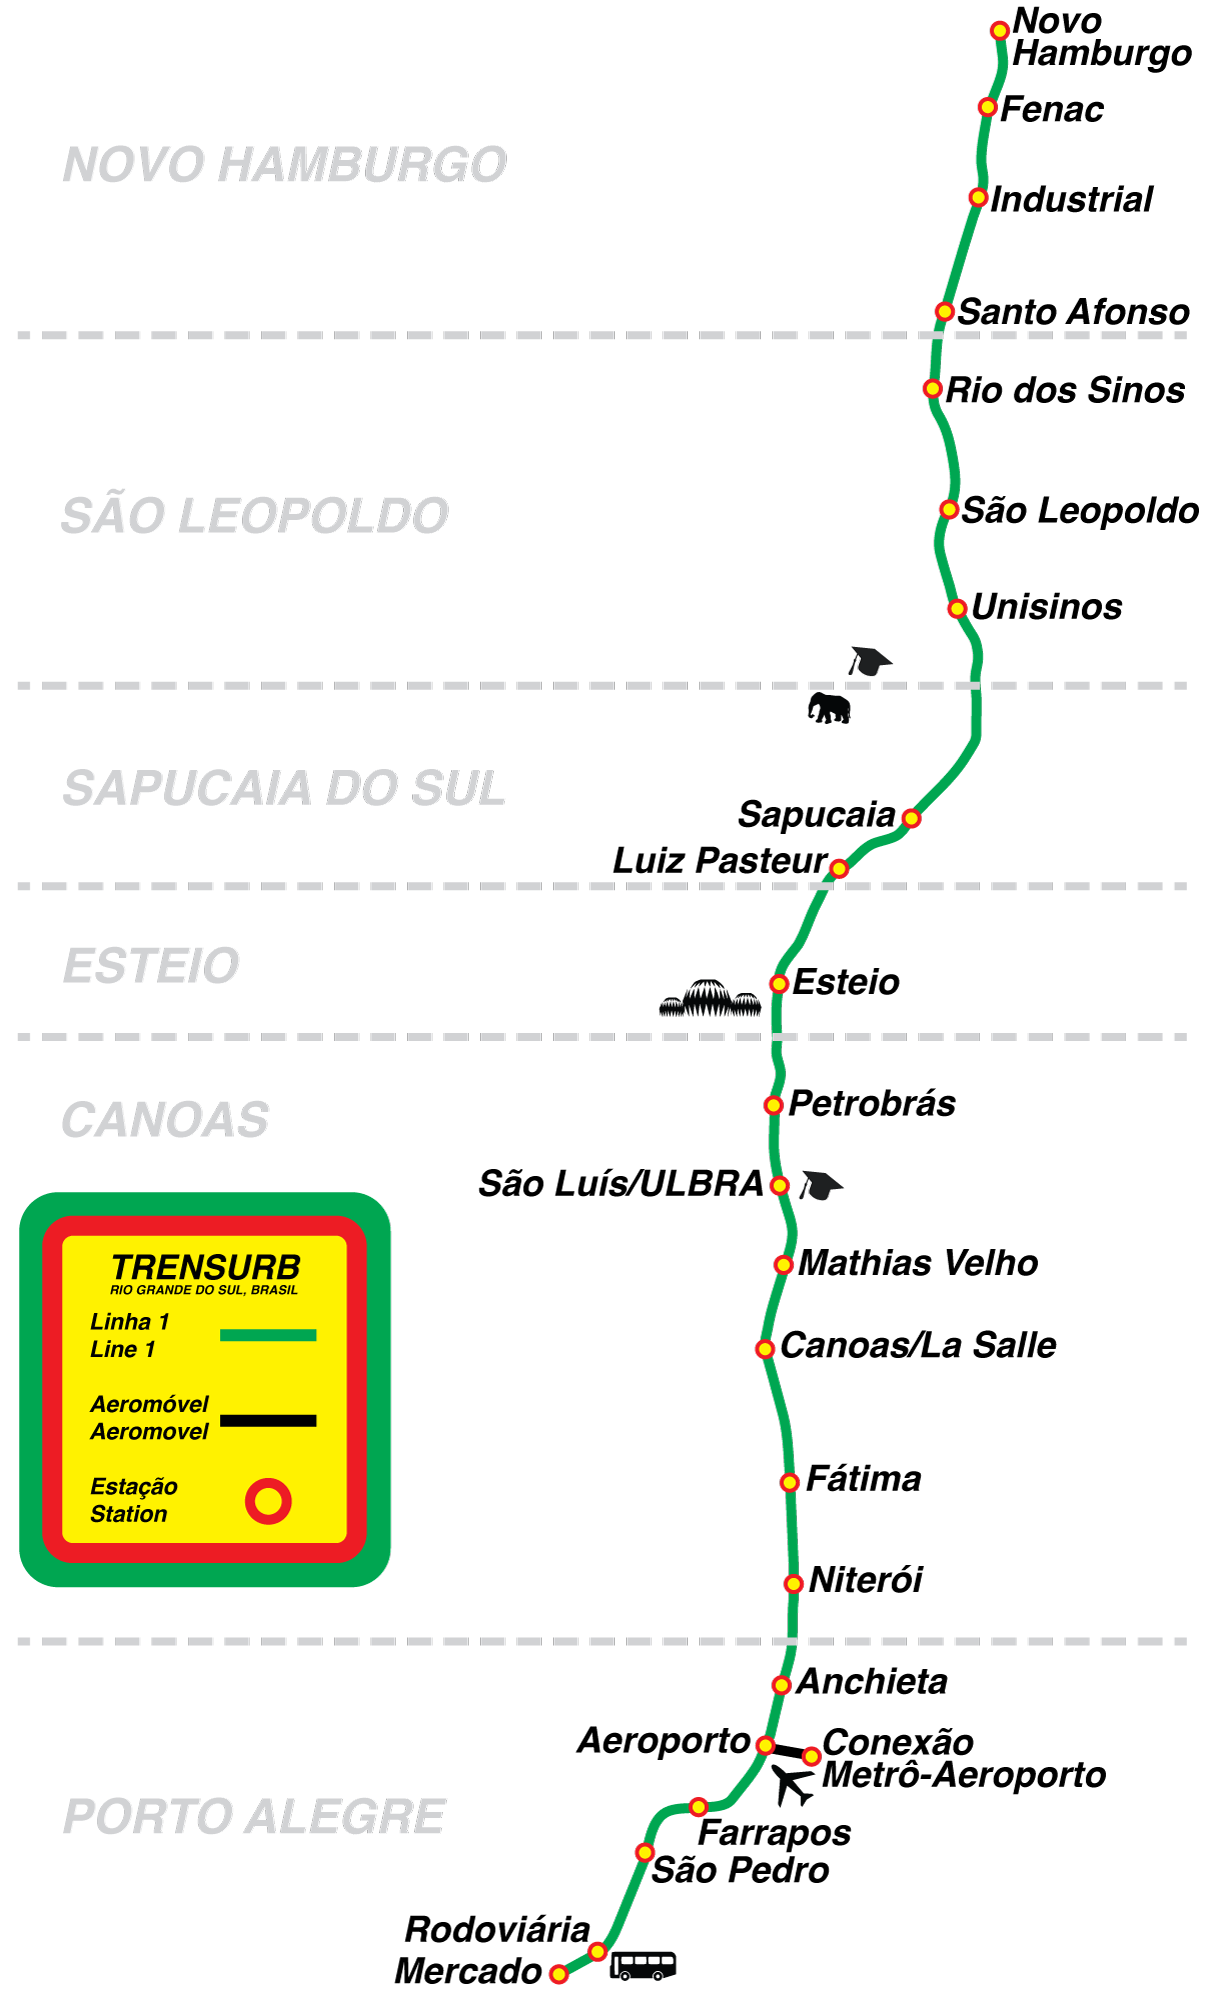 Novo
Hamburgo
Fenac
NOVO HAMBURGO
Industrial
Santo Afonso
Rio dos Sinos
SÃO LEOPOLDO
São Leopoldo
Unisinos
SAPUCAIA DO SUL
Sapucaia
Luiz Pasteur
ESTEIO
Esteio
CANOAS
Petrobrás
São Luís/ULBRA
Mathias Velho
Canoas/La Salle
Fátima
Niterói
TRENSURB
RIO GRANDE DO SUL, BRASIL
Linha 1
Line 1
Aeromóvel
Aeromovel
Estação
Station
Anchieta
Aeroporto
Conexão
Metrô-Aeroporto
PORTO ALEGRE
Farrapos
São Pedro
Rodoviária
Mercado